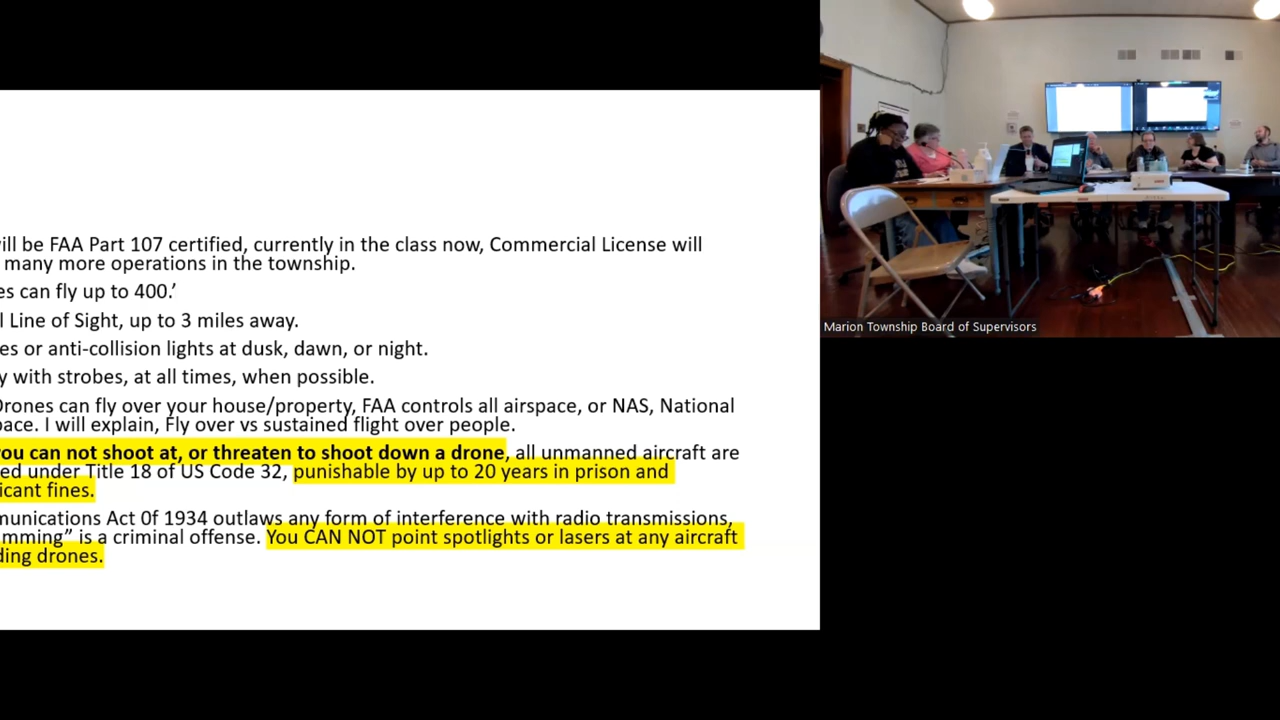 ill be FAA Part 107 certified, currently in the class now, Commercial License will
many more operations in the township.
es can fly up to 400.’
l Line of Sight, up to 3 miles away.
es or anti-collision lights at dusk, dawn, or night.
y with strobes, at all times, when possible.
Drones can fly over your house/property, FAA controls all airspace, or NAS, National
pace. I will explain, Fly over vs sustained flight over people.
you can not shoot at, or threaten to shoot down a drone, all unmanned aircraft are
ed under Title 18 of US Code 32, punishable by up to 20 years in prison and
icant fines.
munications Act 0f 1934 outlaws any form of interference with radio transmissions,
mming” is a criminal offense. You CAN NOT point spotlights or lasers at any aircraft
ding drones.
Marion Township Board of Supervisors